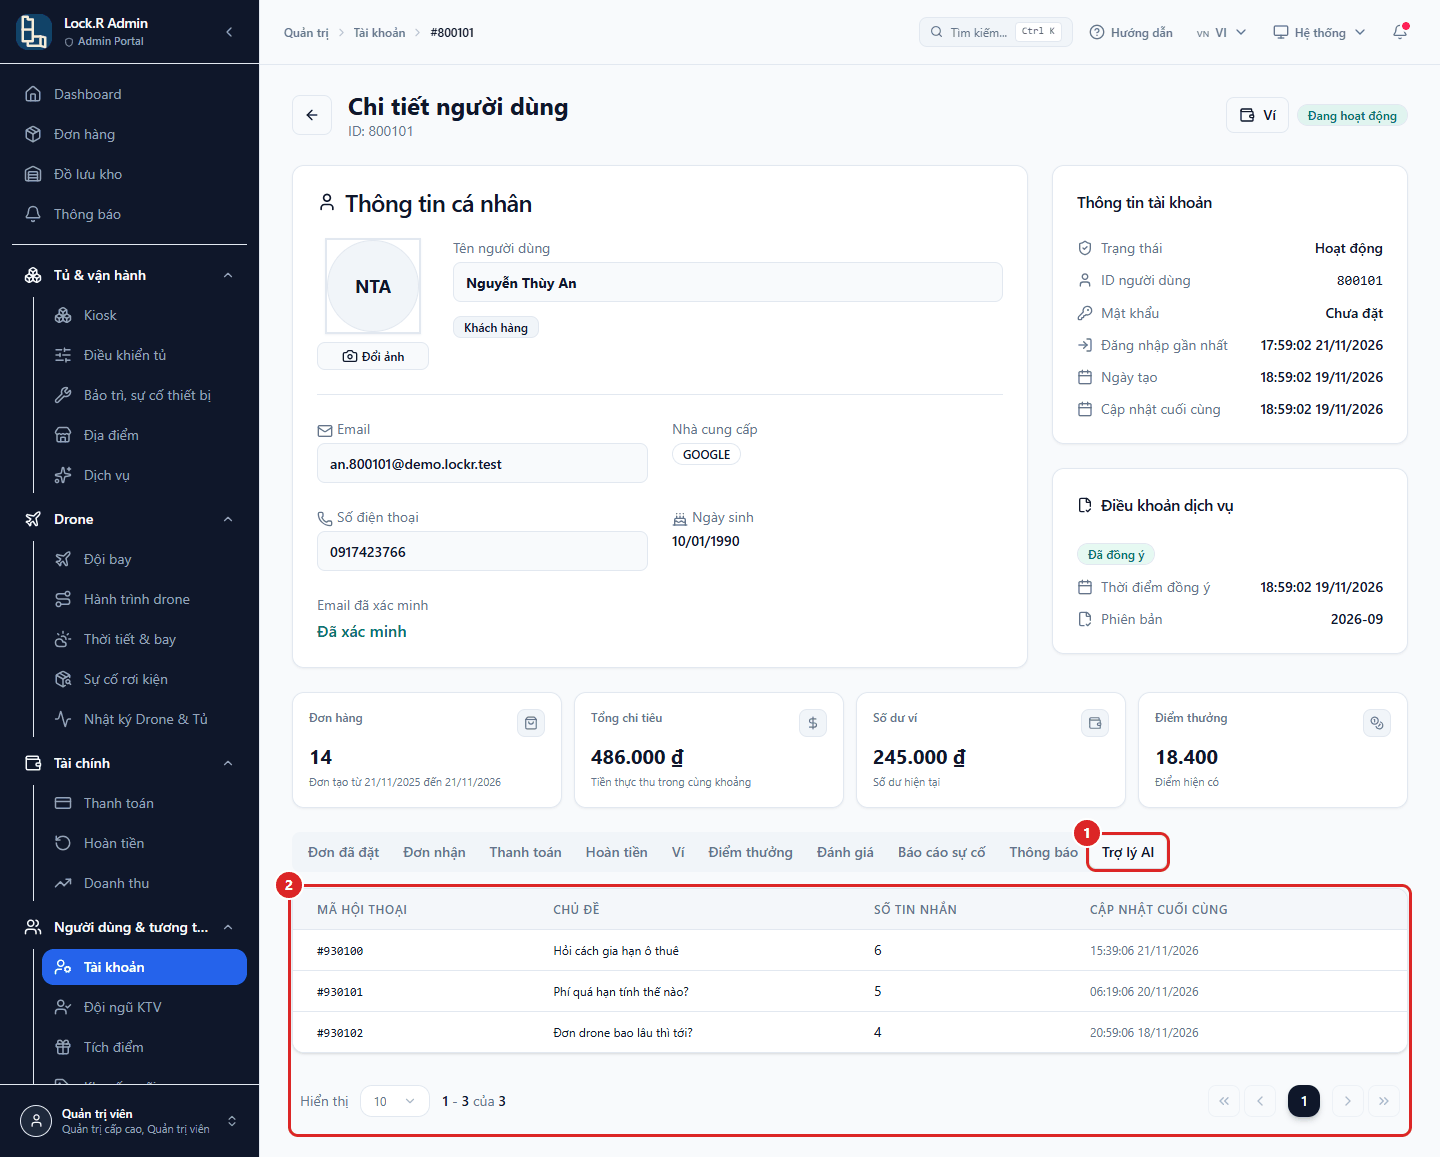 Lock.R Admin
Admin Portal
Dashboard
Đơn hàng
Đồ lưu kho
Thông báo
Tủ & vận hành
Kiosk
Điều khiển tủ
Bảo trì, sự cố thiết bị
Địa điểm
Dịch vụ
Drone
Đội bay
Hành trình drone
Thời tiết & bay
Sự cố rơi kiện
Nhật ký Drone & Tủ
Tài chính
Thanh toán
Hoàn tiền
Doanh thu
Người dùng & tương t...
Tài khoản
Đội ngũ KTV
Tích điểm
Quản trị viên
Quản trị cấp cao, Quản trị viên
Quản trị > Tài khoản > #800101
Tìm kiếm... Ctrl K
Hướng dẫn
VN VI
Hệ thống
Chi tiết người dùng
ID: 800101
Ví
Đang hoạt động
Thông tin cá nhân
NTA
Đổi ảnh
Tên người dùng
Nguyễn Thùy An
Khách hàng
Email
an.800101@demo.lockr.test
Nhà cung cấp
GOOGLE
Số điện thoại
0917423766
Ngày sinh
10/01/1990
Email đã xác minh
Đã xác minh
Thông tin tài khoản
Trạng thái Hoạt động
ID người dùng 800101
Mật khẩu Chưa đặt
Đăng nhập gần nhất 17:59:02 21/11/2026
Ngày tạo 18:59:02 19/11/2026
Cập nhật cuối cùng 18:59:02 19/11/2026
Điều khoản dịch vụ
Đã đồng ý
Thời điểm đồng ý 18:59:02 19/11/2026
Phiên bản 2026-09
Đơn hàng
14
Đơn tạo từ 21/11/2025 đến 21/11/2026
Tổng chi tiêu
486.000 ₫
Tiền thực thu trong cùng khoảng
Số dư ví
245.000 ₫
Số dư hiện tại
Điểm thưởng
18.400
Điểm hiện có
Đơn đã đặt Đơn nhận Thanh toán Hoàn tiền Ví Điểm thưởng Đánh giá Báo cáo sự cố Thông báo 1 Trợ lý AI
2
MÃ HỘI THOẠI CHỦ ĐỀ SỐ TIN NHẮN CẬP NHẬT CUỐI CÙNG
#930100 Hỏi cách gia hạn ô thuê 6 15:39:06 21/11/2026
#930101 Phí quá hạn tính thế nào? 5 06:19:06 20/11/2026
#930102 Đơn drone bao lâu thì tới? 4 20:59:06 18/11/2026
Hiển thị 10 1 - 3 của 3
« ‹ 1 › »